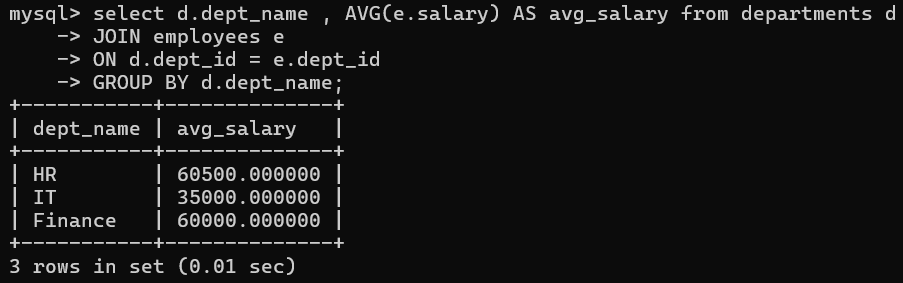 mysql> select d.dept_name , AVG(e.salary) AS avg_salary from departments d
    -> JOIN employees e
    -> ON d.dept_id = e.dept_id
    -> GROUP BY d.dept_name;
+-----------+--------------+
| dept_name | avg_salary   |
+-----------+--------------+
| HR        | 60500.000000 |
| IT        | 35000.000000 |
| Finance   | 60000.000000 |
+-----------+--------------+
3 rows in set (0.01 sec)